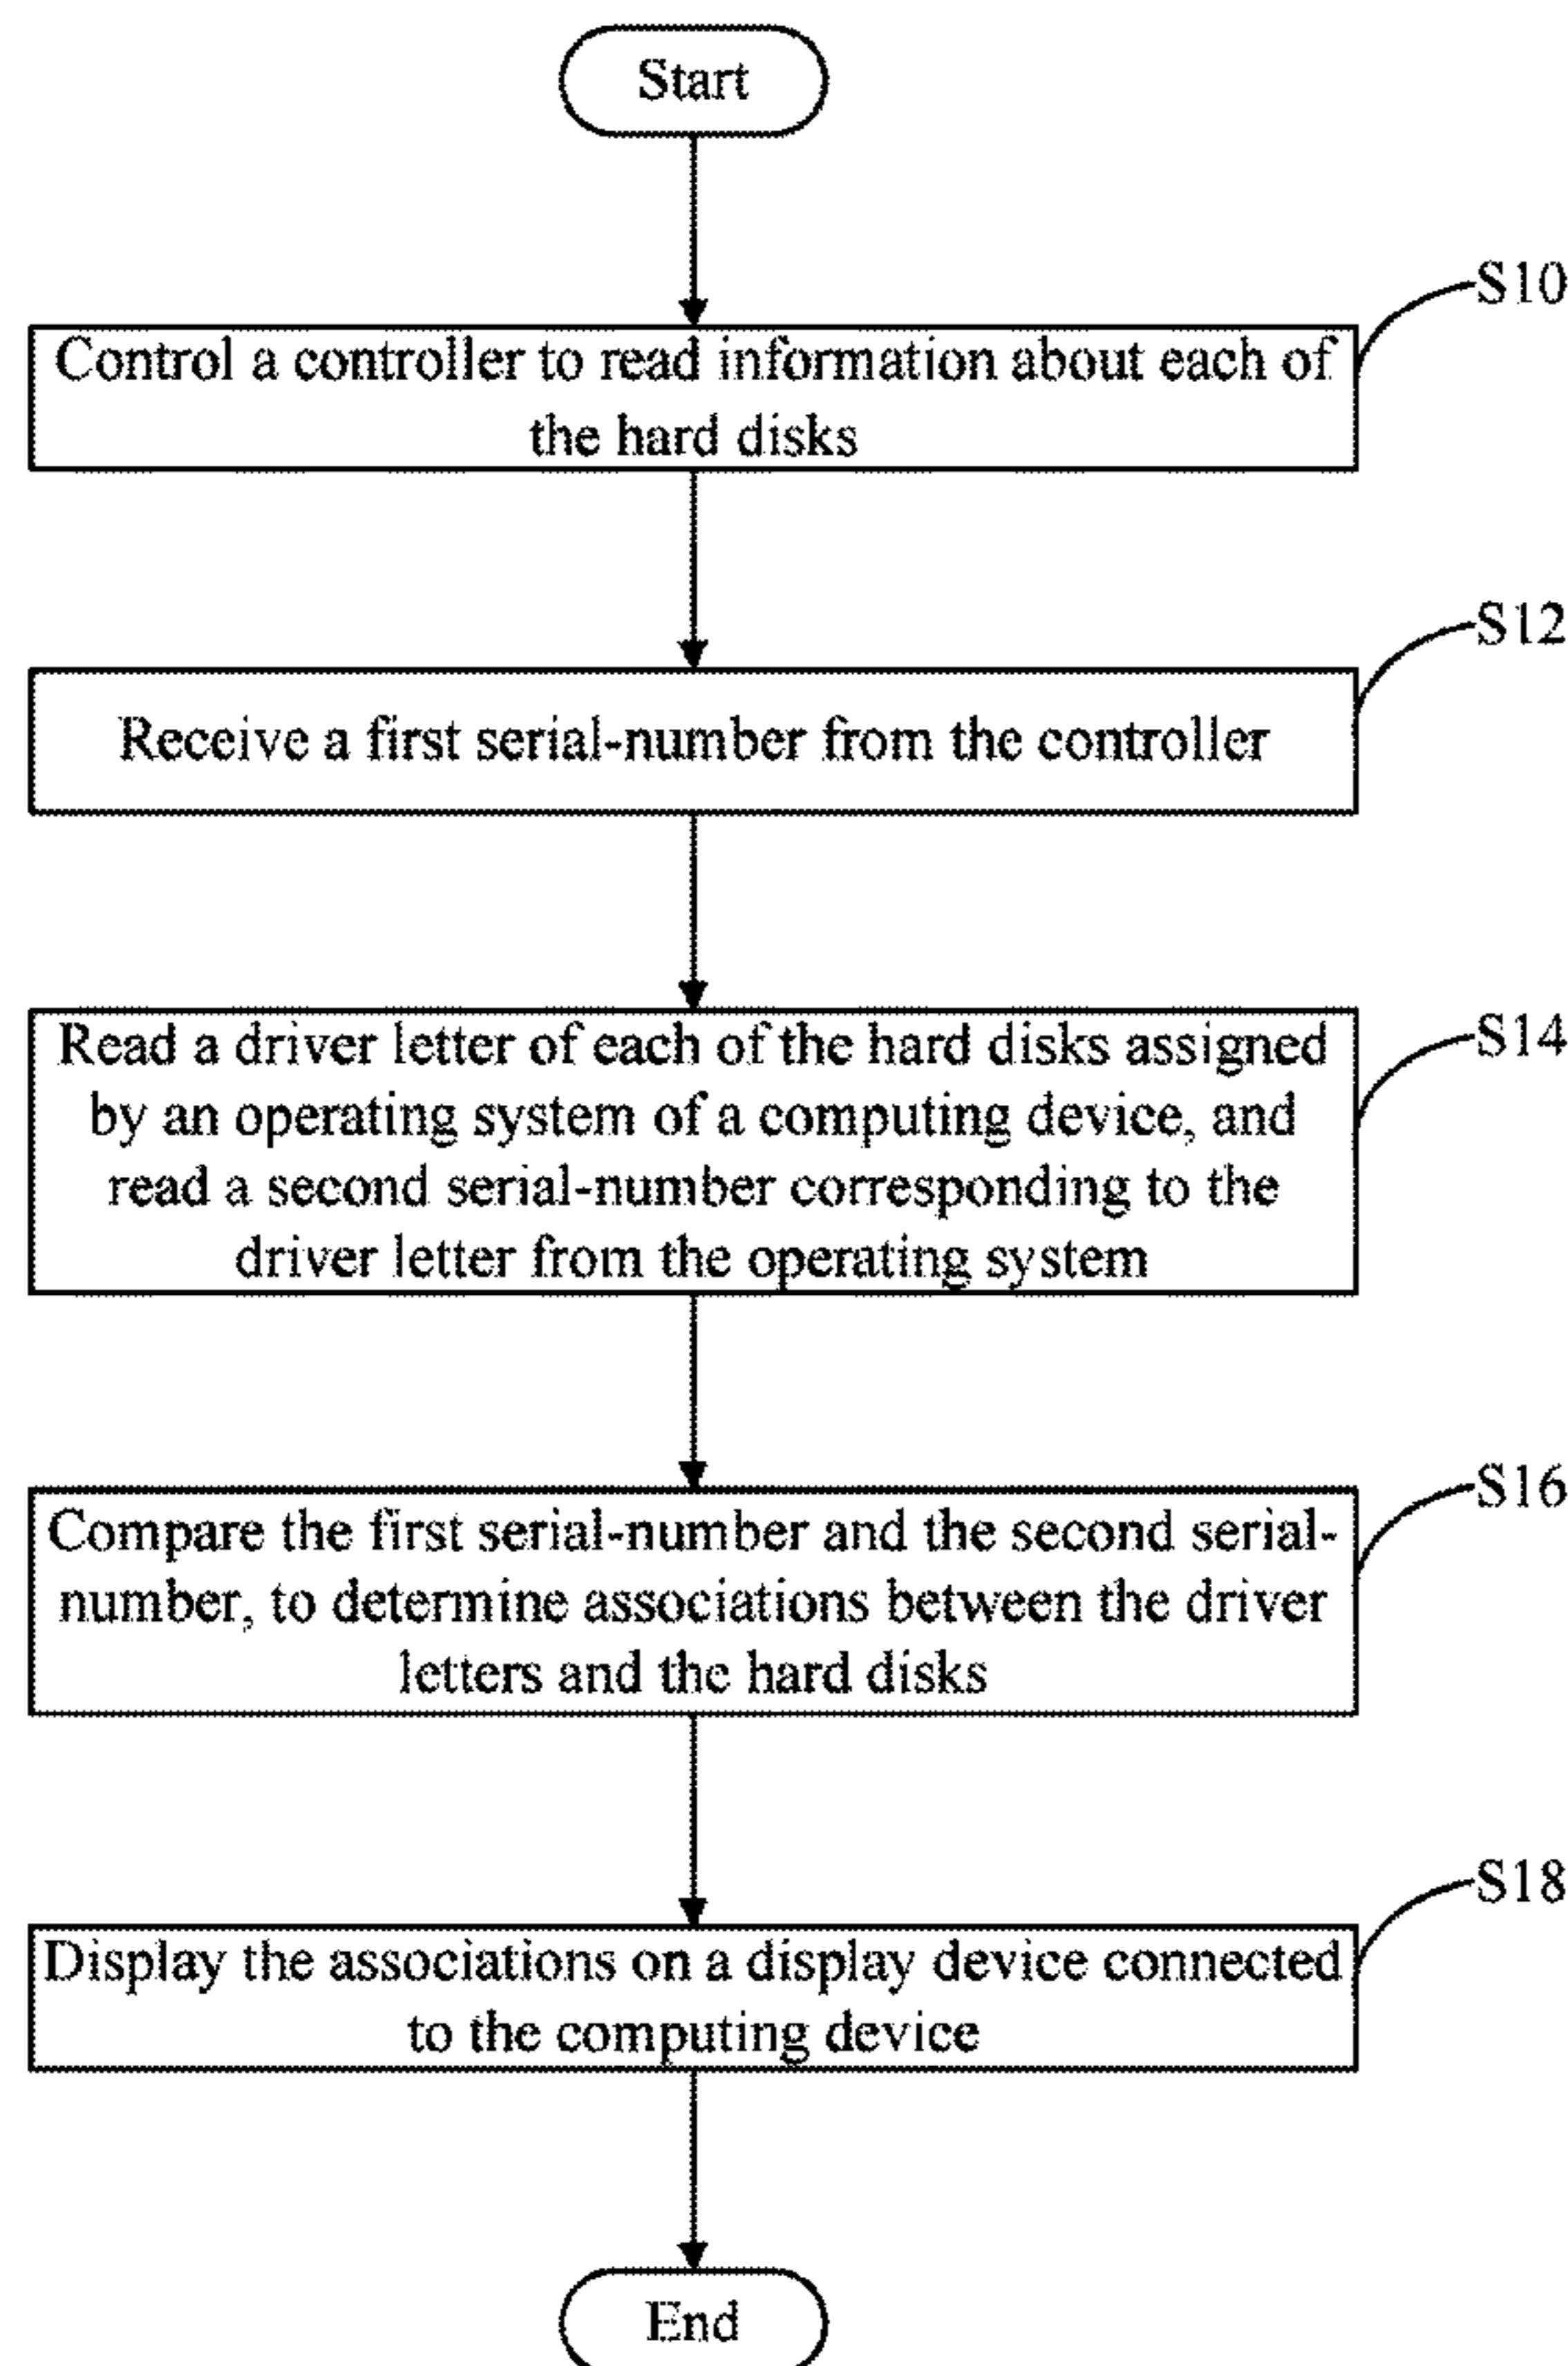 Start
S10
Control a controller to read information about each of
the hard disks
S12
Receive a first serial-number from the controller
S14
Read a driver letter of each of the hard disks assigned
by an operating system of a computing device, and
read a second serial-number corresponding to the
driver letter from the operating system
S16
Compare the first serial-number and the second serial-
number, to determine associations between the driver
letters and the hard disks
S18
Display the associations on a display device connected
to the computing device
End